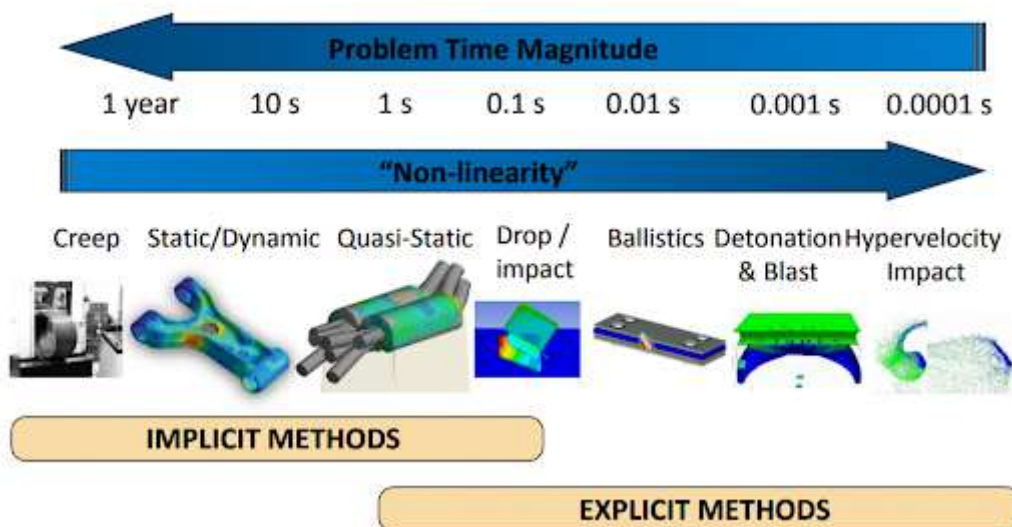 Problem Time Magnitude
1 year 10 s 1 s 0.1 s 0.01 s 0.001 s 0.0001 s
“Non-linearity”
Creep Static/Dynamic Quasi-Static Drop / impact Ballistics Detonation & Blast Hypervelocity Impact
IMPLICIT METHODS
EXPLICIT METHODS